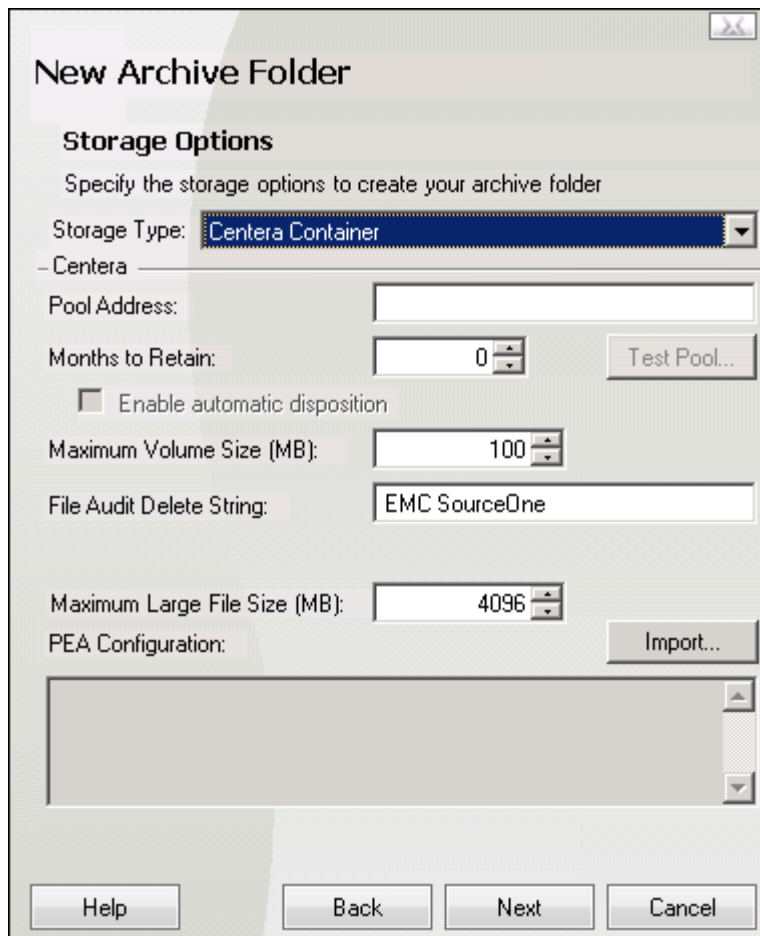 New Archive Folder
Storage Options
Specify the storage options to create your archive folder
Storage Type: Centera Container
Centera
Pool Address:
Months to Retain: 0 Test Pool...
Enable automatic disposition
Maximum Volume Size (MB): 100
File Audit Delete String: EMC SourceOne
Maximum Large File Size (MB): 4096
PEA Configuration: Import...
Help Back Next Cancel